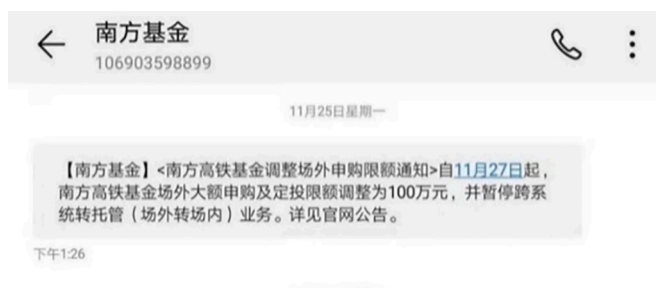 南方基金
106903598899
11月25日星期一
【南方基金】<南方高铁基金调整场外申购限额通知>自11月27日起，
南方高铁基金场外大额申购及定投限额调整为100万元，并暂停跨系
统转托管（场外转场内）业务。详见官网公告。
下午1:26